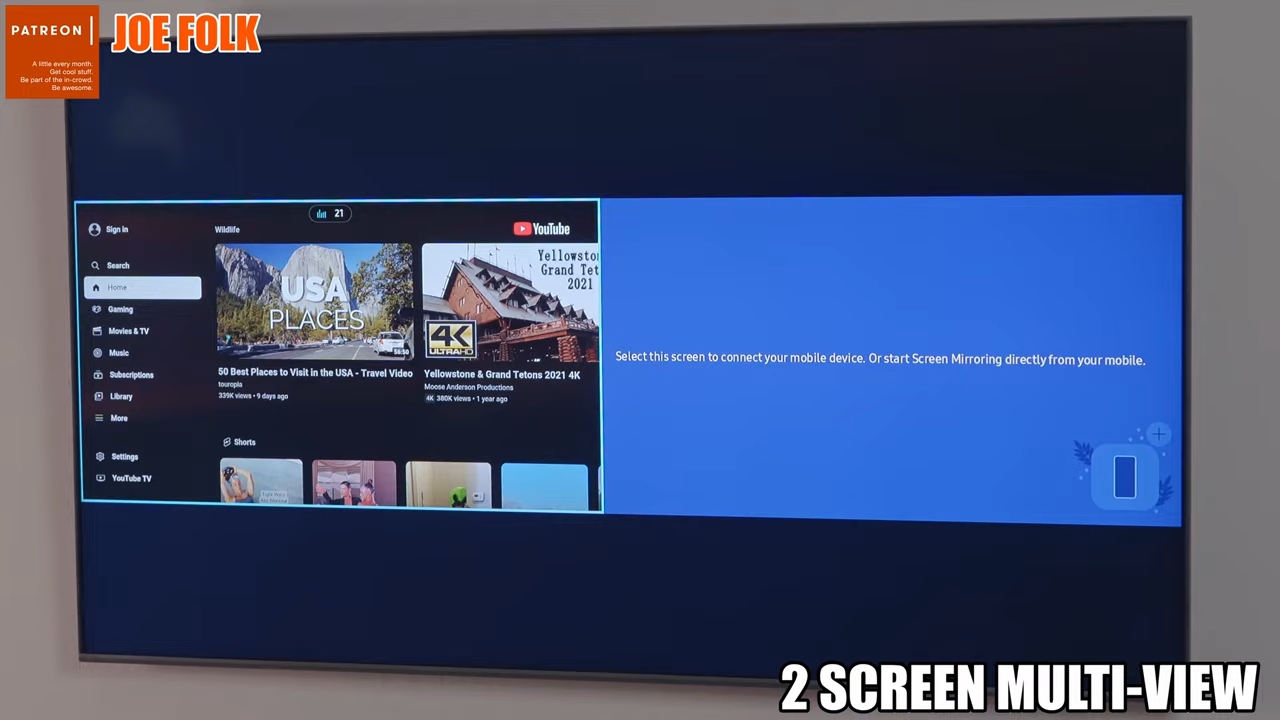 PATREON
A little every month.
Get cool stuff.
Be part of the in-crowd.
Be awesome.
JOE FOLK
21
Sign in
Wildlife
YouTube
Search
Home
Gaming
Movies & TV
Music
Subscriptions
Library
More
Settings
YouTube TV
USA
PLACES
56:50
50 Best Places to Visit in the USA - Travel Video
touropia
339K views • 9 days ago
Yellowsto
Grand Tet
2021
4K
ULTRA HD
Yellowstone & Grand Tetons 2021 4K
Moose Anderson Productions
4K 380K views • 1 year ago
Shorts
Select this screen to connect your mobile device. Or start Screen Mirroring directly from your mobile.
2 SCREEN MULTI-VIEW